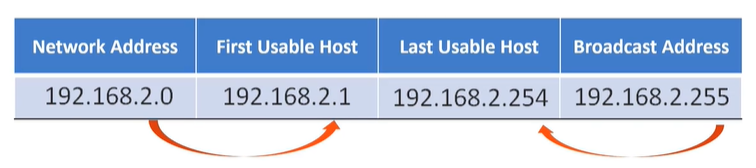 Network Address First Usable Host Last Usable Host Broadcast Address
192.168.2.0 192.168.2.1 192.168.2.254 192.168.2.255